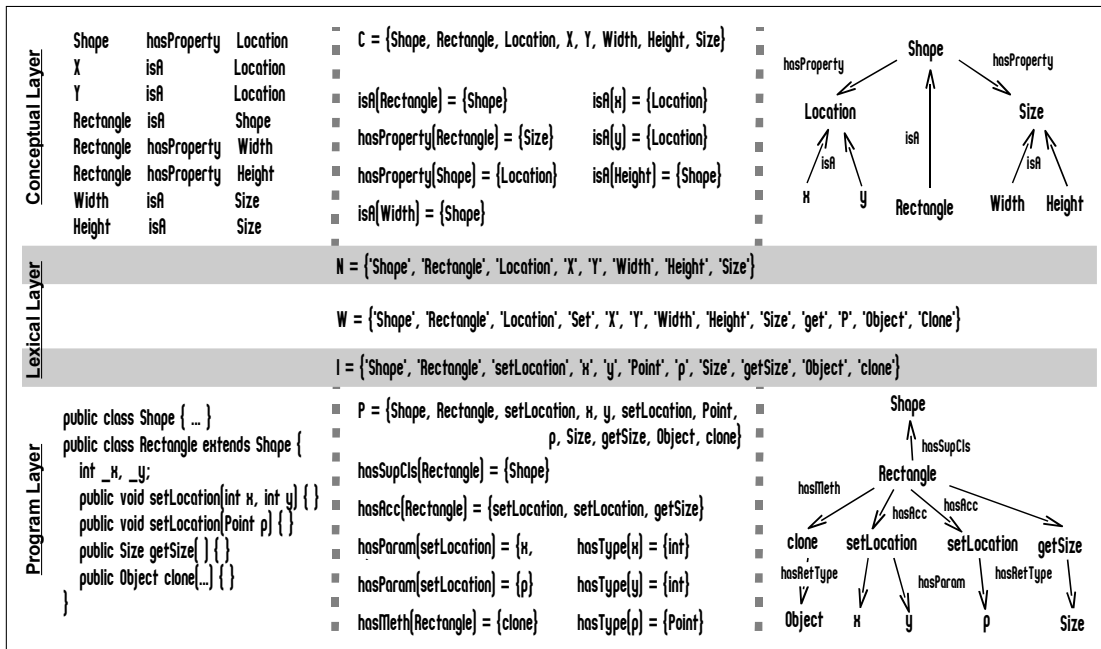 Conceptual Layer
Shape hasProperty Location
X isA Location
Y isA Location
Rectangle isA Shape
Rectangle hasProperty Width
Rectangle hasProperty Height
Width isA Size
Height isA Size
C = {Shape, Rectangle, Location, X, Y, Width, Height, Size}
isA(Rectangle) = {Shape} isA(x) = {Location}
hasProperty(Rectangle) = {Size} isA(y) = {Location}
hasProperty(Shape) = {Location} isA(Height) = {Shape}
isA(Width) = {Shape}
Shape
hasProperty hasProperty
Location Size
isA isA isA
x y Rectangle Width Height
Lexical Layer
N = {'Shape', 'Rectangle', 'Location', 'X', 'Y', 'Width', 'Height', 'Size'}
W = {'Shape', 'Rectangle', 'Location', 'Set', 'X', 'Y', 'Width', 'Height', 'Size', 'get', 'P', 'Object', 'Clone'}
I = {'Shape', 'Rectangle', 'setLocation', 'x', 'y', 'Point', 'p', 'Size', 'getSize', 'Object', 'clone'}
Program Layer
public class Shape { ... }
public class Rectangle extends Shape {
int _x, _y;
public void setLocation(int x, int y) { }
public void setLocation(Point p) { }
public Size getSize( ) { }
public Object clone(...) { }
}
P = {Shape, Rectangle, setLocation, x, y, setLocation, Point,
p, Size, getSize, Object, clone}
hasSupCls(Rectangle) = {Shape}
hasAcc(Rectangle) = {setLocation, setLocation, getSize}
hasParam(setLocation) = {x, hasType(x) = {int}
hasParam(setLocation) = {p} hasType(y) = {int}
hasMeth(Rectangle) = {clone} hasType(p) = {Point}
Shape
hasSupCls
Rectangle
hasMeth hasAcc hasAcc
clone setLocation setLocation getSize
hasRetType hasParam hasRetType
Object x y p Size